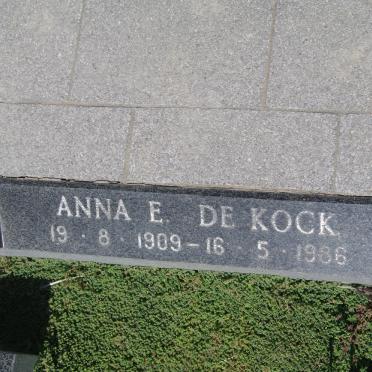 ANNA E. DE KOCK.
19 · 8 · 1909 - 16 · 5 · 1986